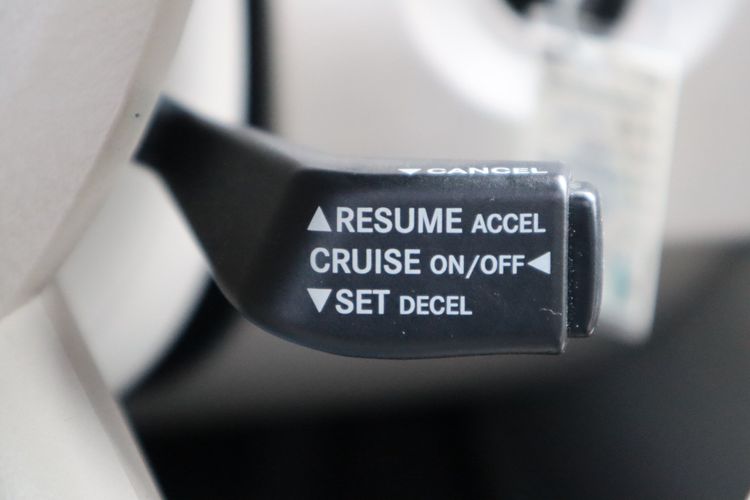 ▼CANCEL
▲RESUME ACCEL
CRUISE ON/OFF◀
▼SET DECEL